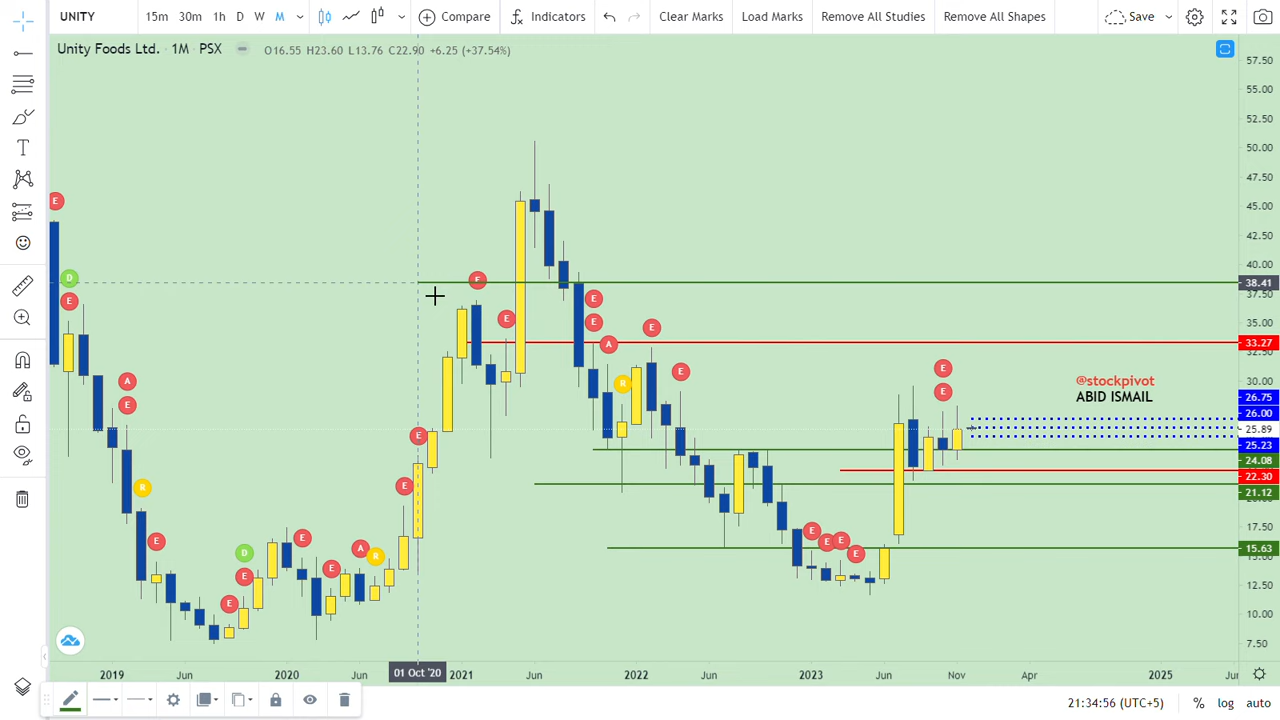 UNITY 15m 30m 1h D W M Compare Indicators Clear Marks Load Marks Remove All Studies Remove All Shapes Save
Unity Foods Ltd. 1M PSX O16.55 H23.60 L13.76 C22.90 +6.25 (+37.54%)
57.50
55.00
52.50
50.00
47.50
45.00
42.50
40.00
38.41
37.50
35.00
33.27
32.50
30.00
@stockpivot
ABID ISMAIL
26.75
26.00
25.89
25.23
24.08
22.30
21.12
17.50
15.63
12.50
10.00
7.50
E
D
E
A
E
R
E
E
D
E
E
E
A
R
E
E
E
E
E
E
A
R
E
E
E
E
E
E
E
E
2019 Jun 2020 Jun 01 Oct '20 2021 Jun 2022 Jun 2023 Jun Nov Apr 2025
21:34:56 (UTC+5) % log auto